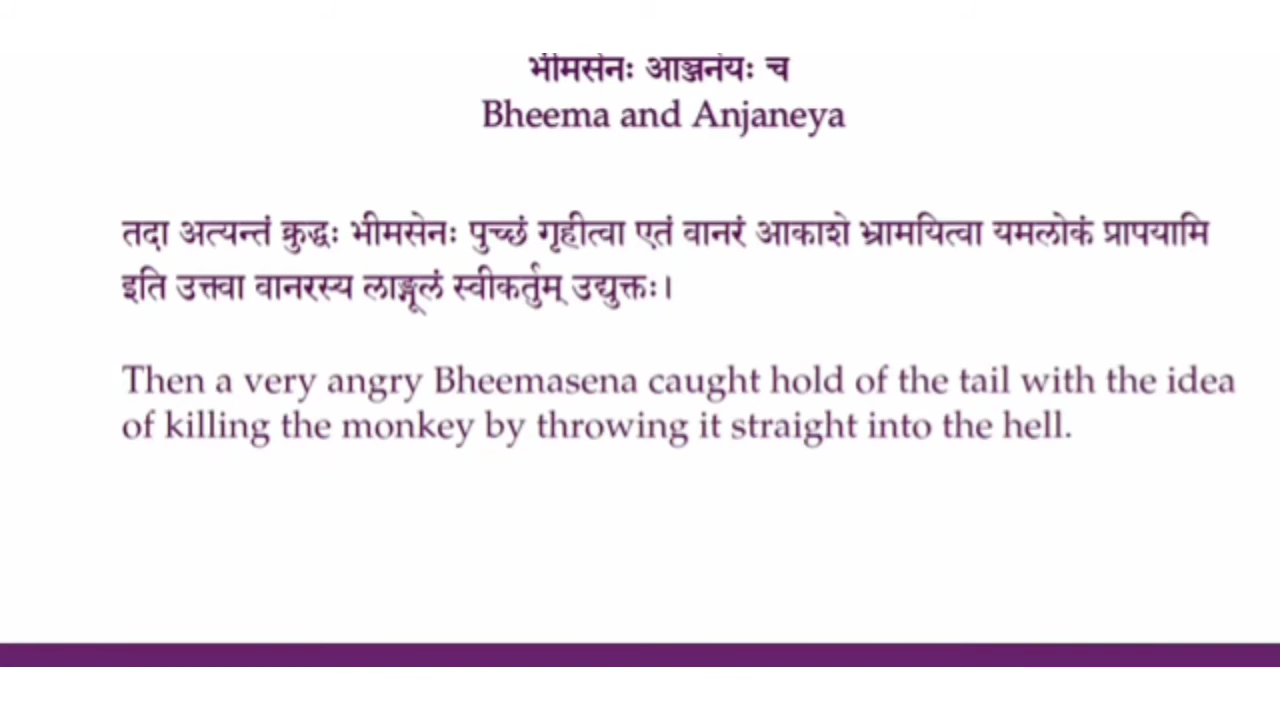 भीमसेनः आञ्जनेयः च
Bheema and Anjaneya
तदा अत्यन्तं क्रुद्धः भीमसेनः पुच्छं गृहीत्वा एतं वानरं आकाशे भ्रामयित्वा यमलोकं प्रापयामि
इति उत्तवा वानरस्य लाङ्गूलं स्वीकर्तुम् उद्युक्तः।
Then a very angry Bheemasena caught hold of the tail with the idea
of killing the monkey by throwing it straight into the hell.